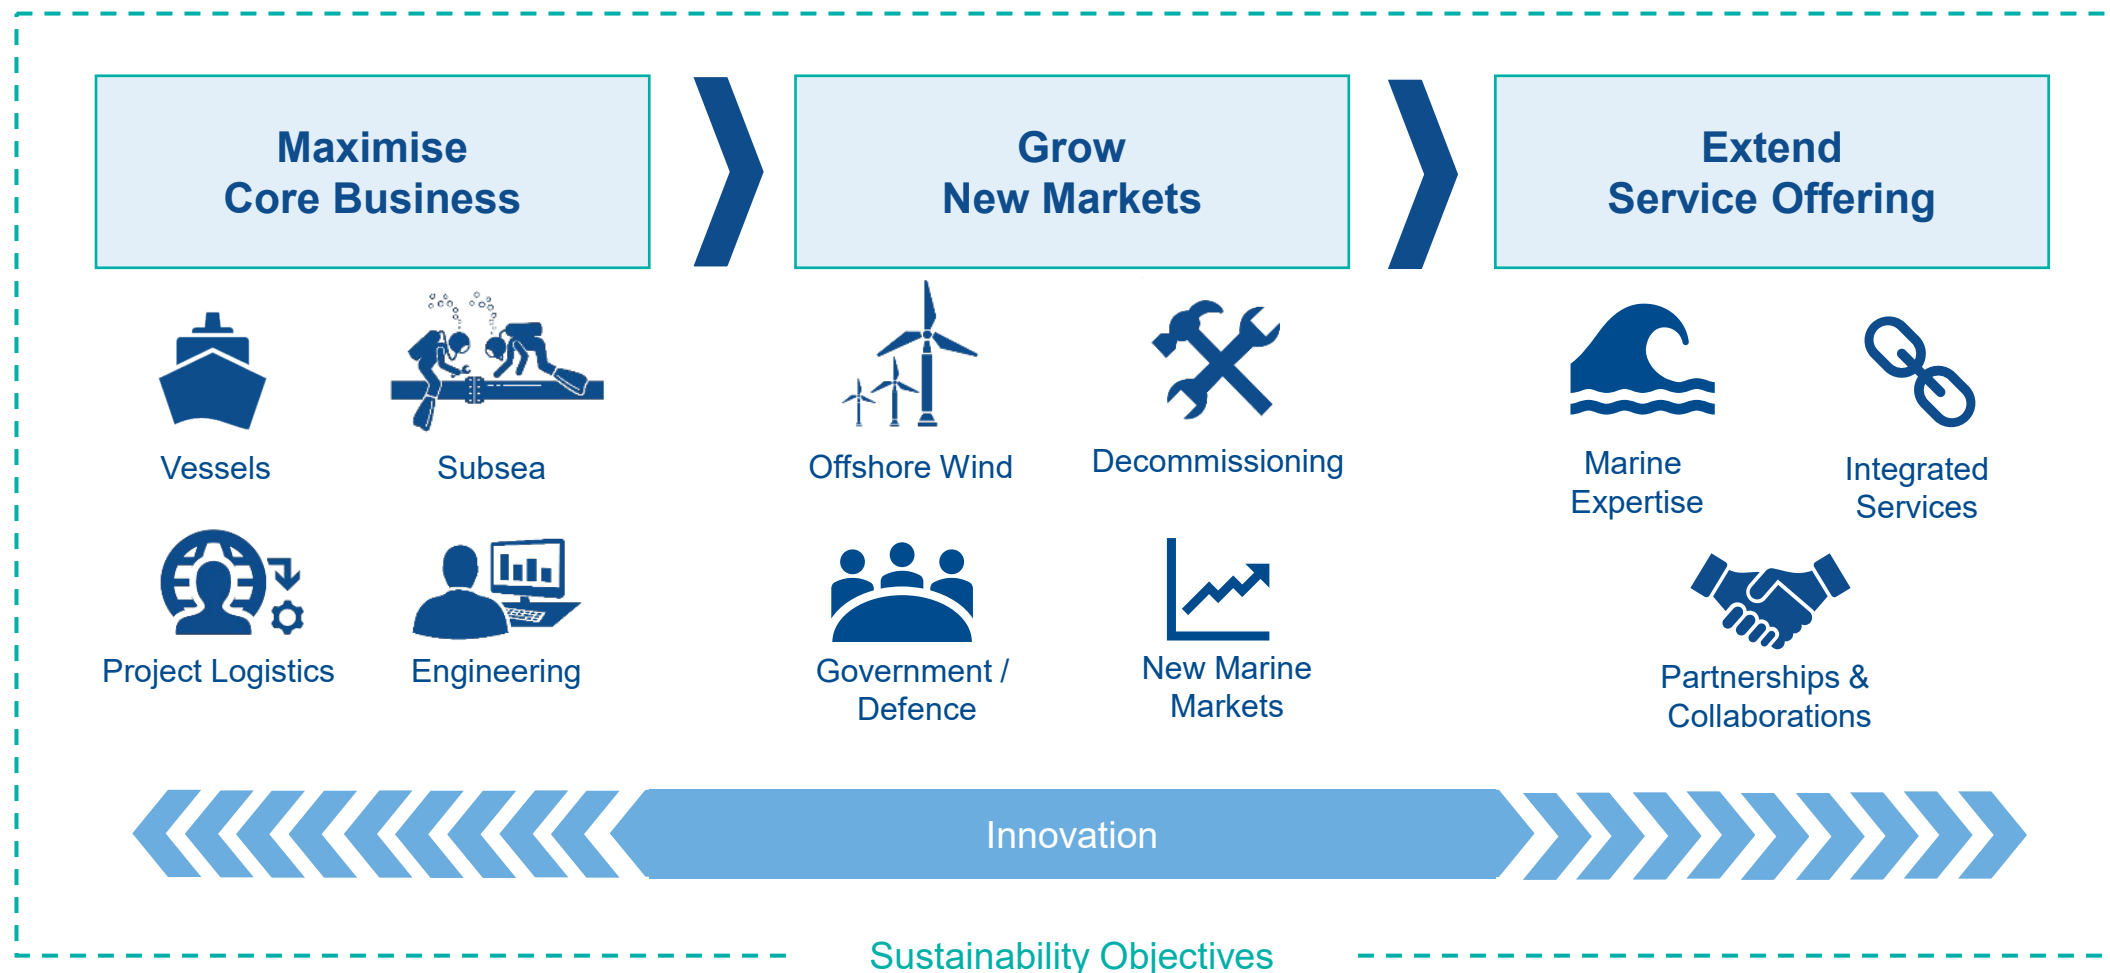 Maximise
Core Business
Grow
New Markets
Extend
Service Offering
Vessels
Subsea
Offshore Wind
Decommissioning
Marine
Expertise
Integrated
Services
Project Logistics
Engineering
Government /
Defence
New Marine
Markets
Partnerships &
Collaborations
Innovation
Sustainability Objectives